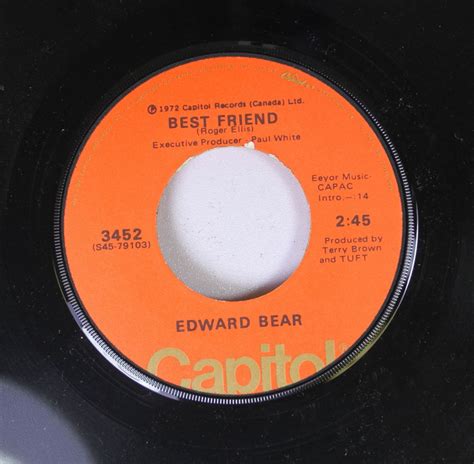 ℗ 1972 Capitol Records (Canada) Ltd.
BEST FRIEND
(Roger Ellis)
Executive Producer - Paul White
Eeyor Music-
CAPAC
Intro.—:14
3452
(S45-79103)
2:45
Produced by
Terry Brown
and TUFT
EDWARD BEAR
Capitol